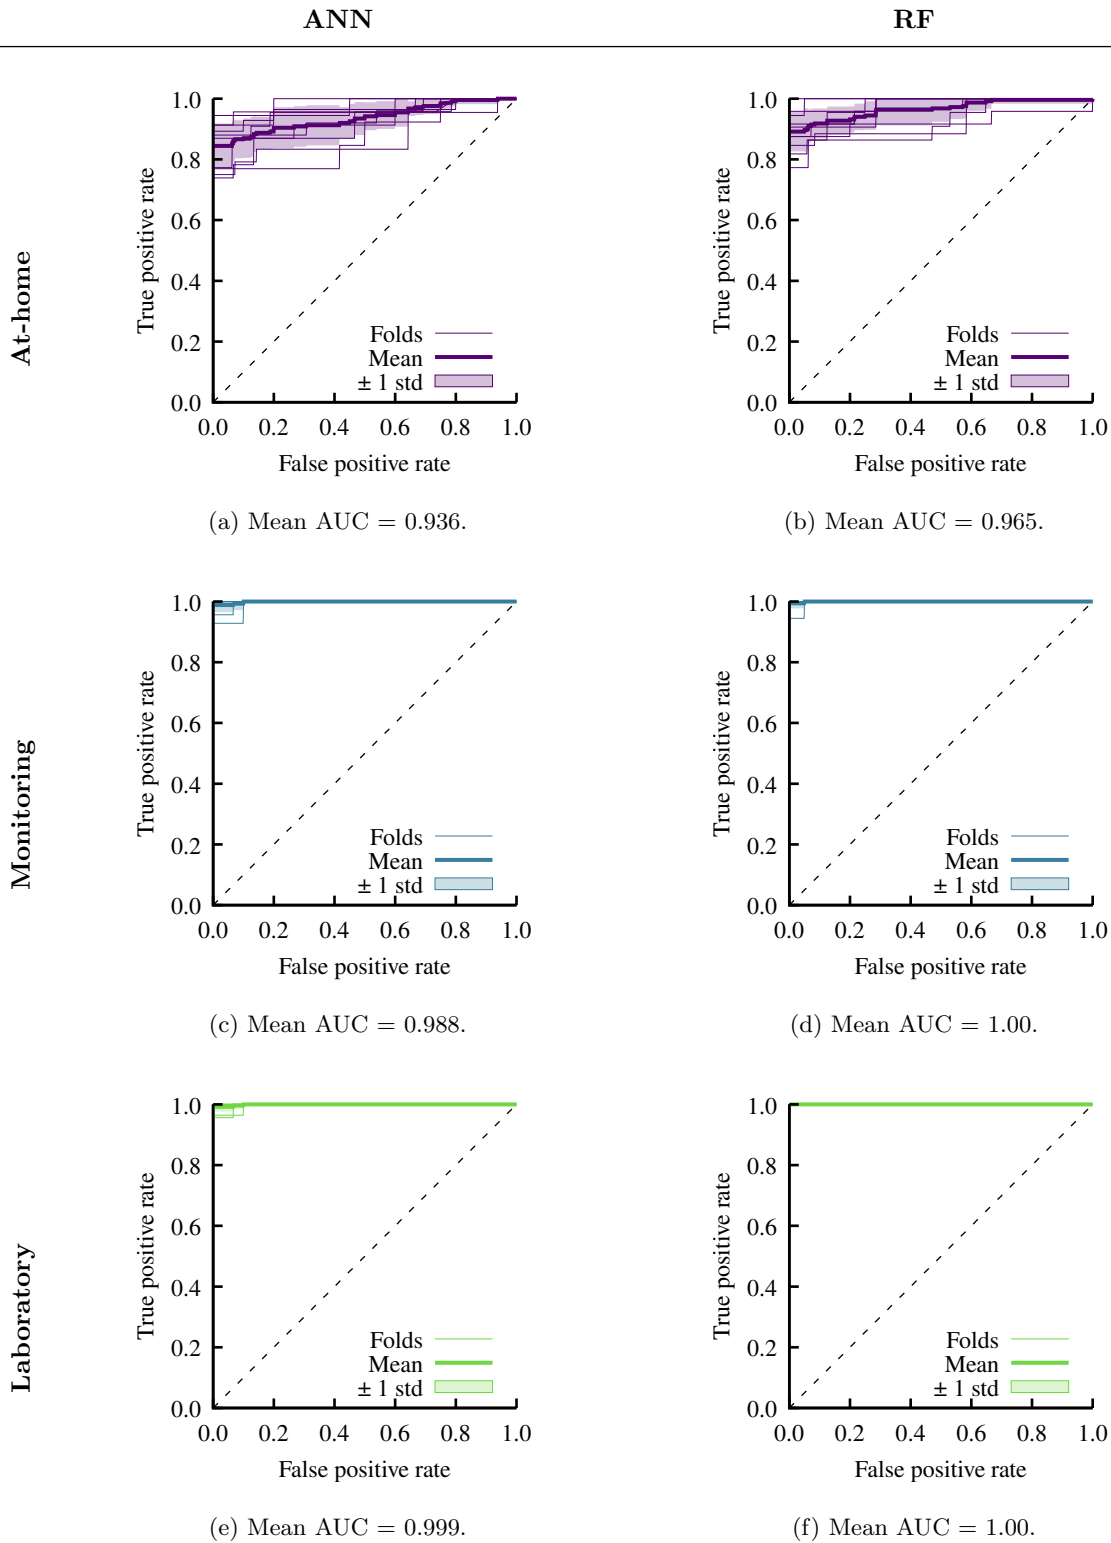 ANN
RF
At-home
True positive rate
1.0
0.8
0.6
0.4
0.2
0.0
Folds
Mean
± 1 std
0.0 0.2 0.4 0.6 0.8 1.0
False positive rate
(a) Mean AUC = 0.936.
True positive rate
1.0
0.8
0.6
0.4
0.2
0.0
Folds
Mean
± 1 std
0.0 0.2 0.4 0.6 0.8 1.0
False positive rate
(b) Mean AUC = 0.965.
Monitoring
True positive rate
1.0
0.8
0.6
0.4
0.2
0.0
Folds
Mean
± 1 std
0.0 0.2 0.4 0.6 0.8 1.0
False positive rate
(c) Mean AUC = 0.988.
True positive rate
1.0
0.8
0.6
0.4
0.2
0.0
Folds
Mean
± 1 std
0.0 0.2 0.4 0.6 0.8 1.0
False positive rate
(d) Mean AUC = 1.00.
Laboratory
True positive rate
1.0
0.8
0.6
0.4
0.2
0.0
Folds
Mean
± 1 std
0.0 0.2 0.4 0.6 0.8 1.0
False positive rate
(e) Mean AUC = 0.999.
True positive rate
1.0
0.8
0.6
0.4
0.2
0.0
Folds
Mean
± 1 std
0.0 0.2 0.4 0.6 0.8 1.0
False positive rate
(f) Mean AUC = 1.00.